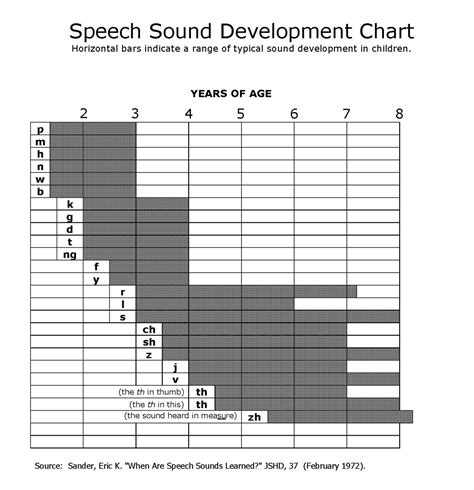 Speech Sound Development Chart
Horizontal bars indicate a range of typical sound development in children.
YEARS OF AGE
2 3 4 5 6 7 8
p
m
h
n
w
b
k
g
d
t
ng
f
y
r
l
s
ch
sh
z
j
v
(the th in thumb) th
(the th in this) th
(the sound heard in measure) zh
Source: Sander, Eric K. "When Are Speech Sounds Learned?" JSHD, 37 (February 1972).